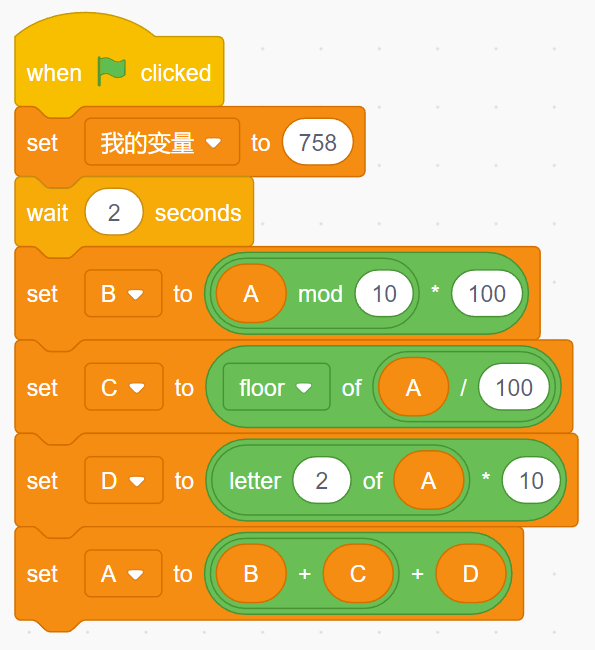 when clicked
set 我的变量 to 758
wait 2 seconds
set B to A mod 10 * 100
set C to floor of A / 100
set D to letter 2 of A * 10
set A to B + C + D